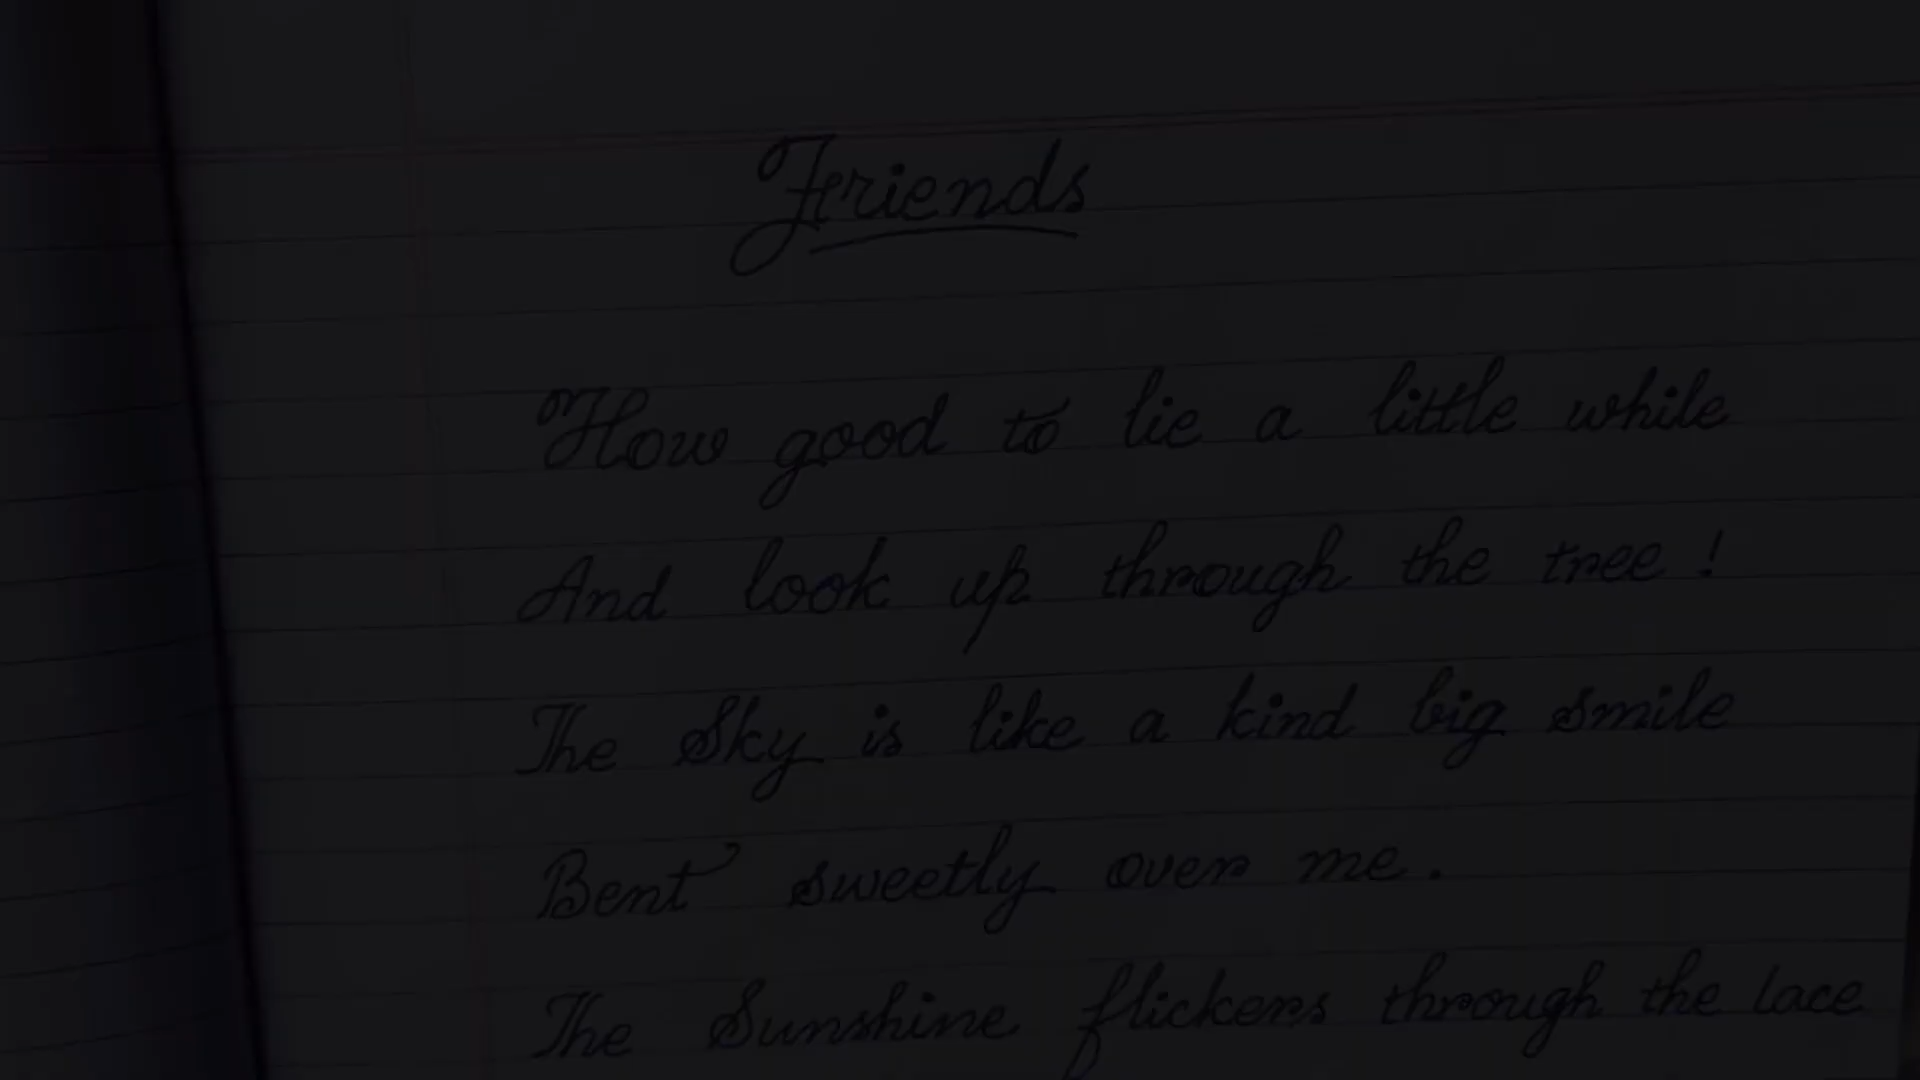 Friends
How good to lie a little while
And look up through the tree !
The Sky is like a kind big smile
Bent sweetly over me .
The Sunshine flickers through the lace